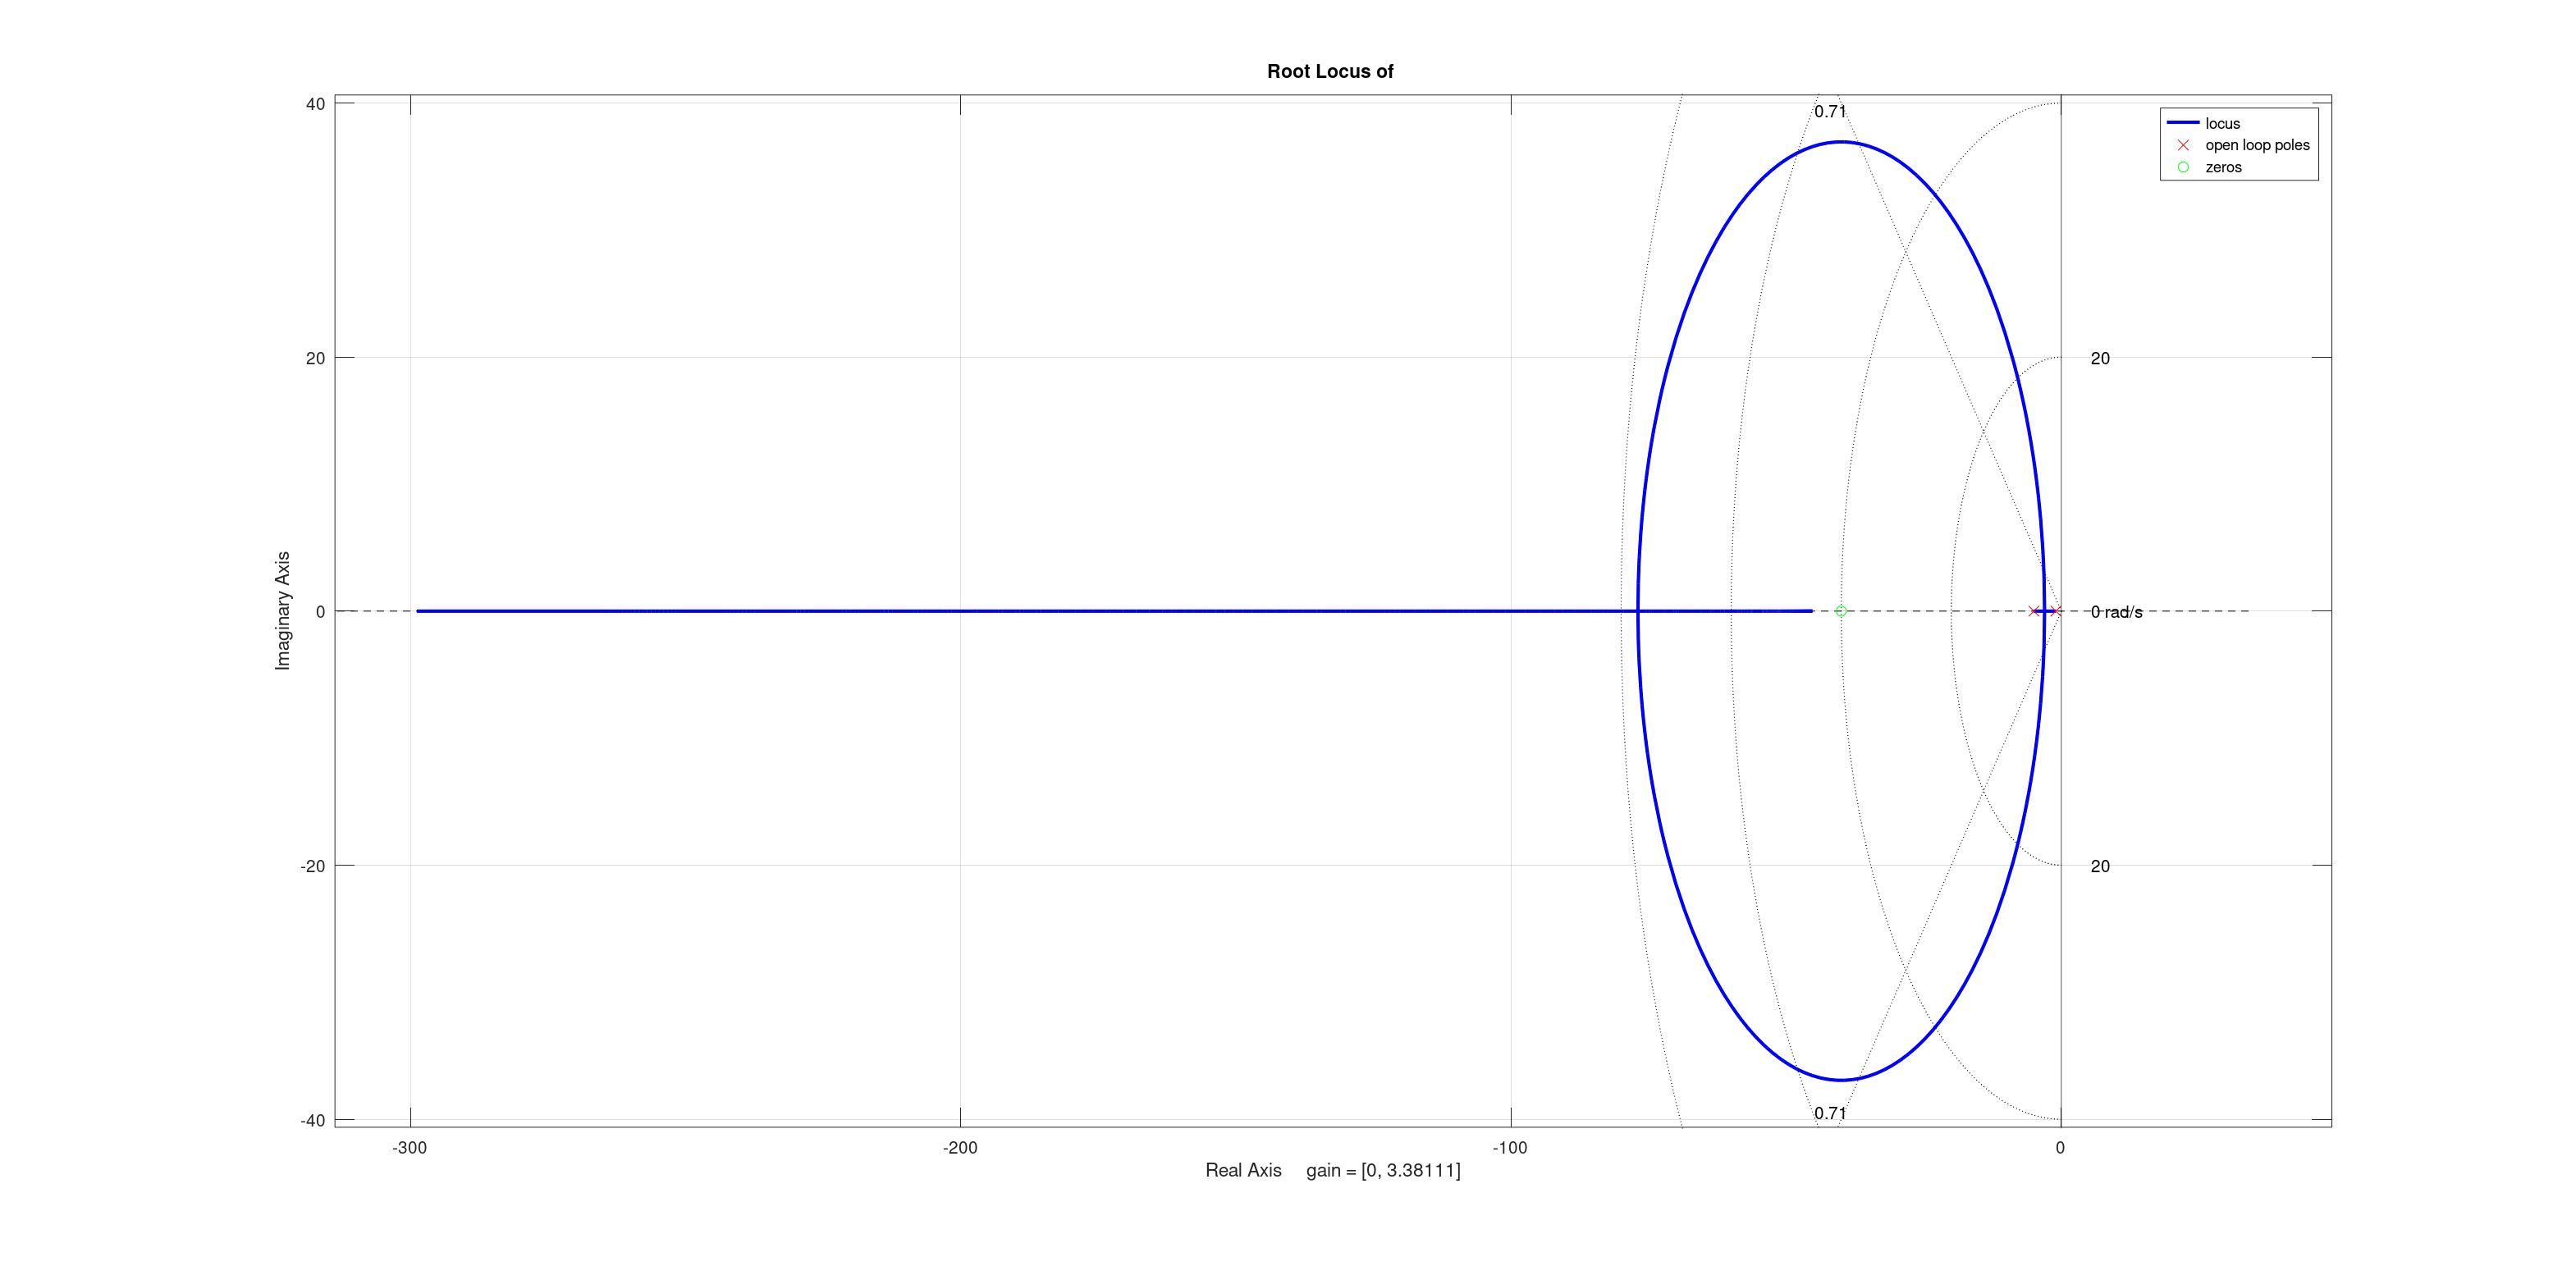 Root Locus of
40
0.71
locus
open loop poles
zeros
20
20
Imaginary Axis
0
0 rad/s
-20
20
-40
0.71
-300
-200
-100
0
Real Axis gain = [0, 3.38111]